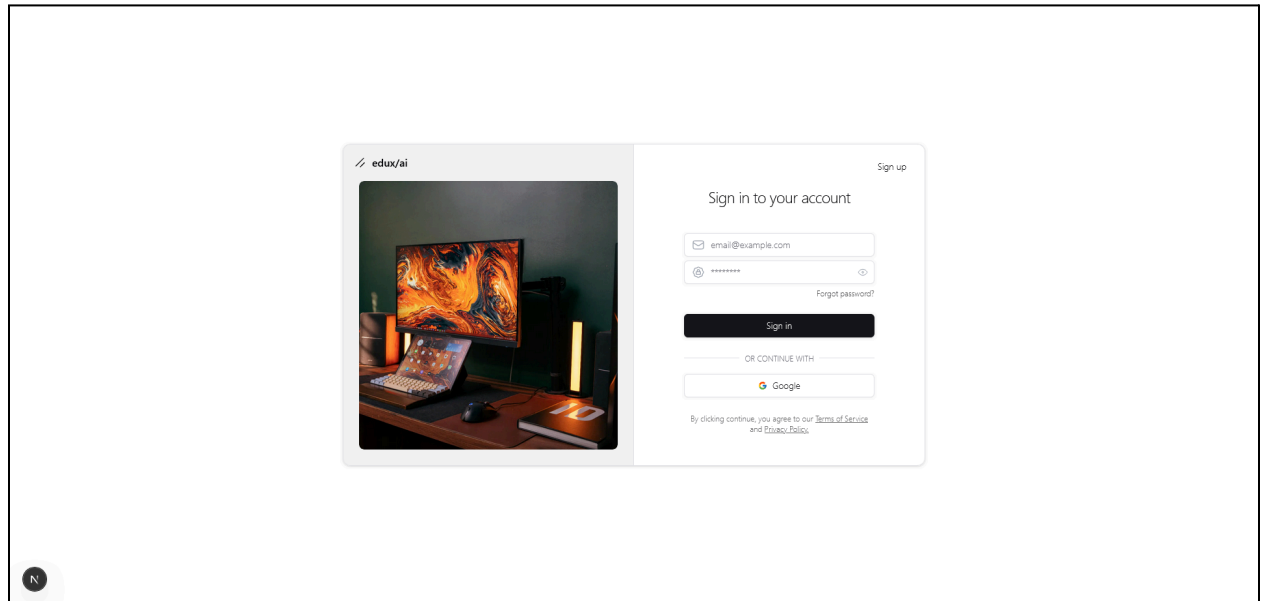 edux/ai
Sign up
Sign in to your account
email@example.com
********
Forgot password?
Sign in
OR CONTINUE WITH
Google
By clicking continue, you agree to our Terms of Service
and Privacy Policy.
10
N